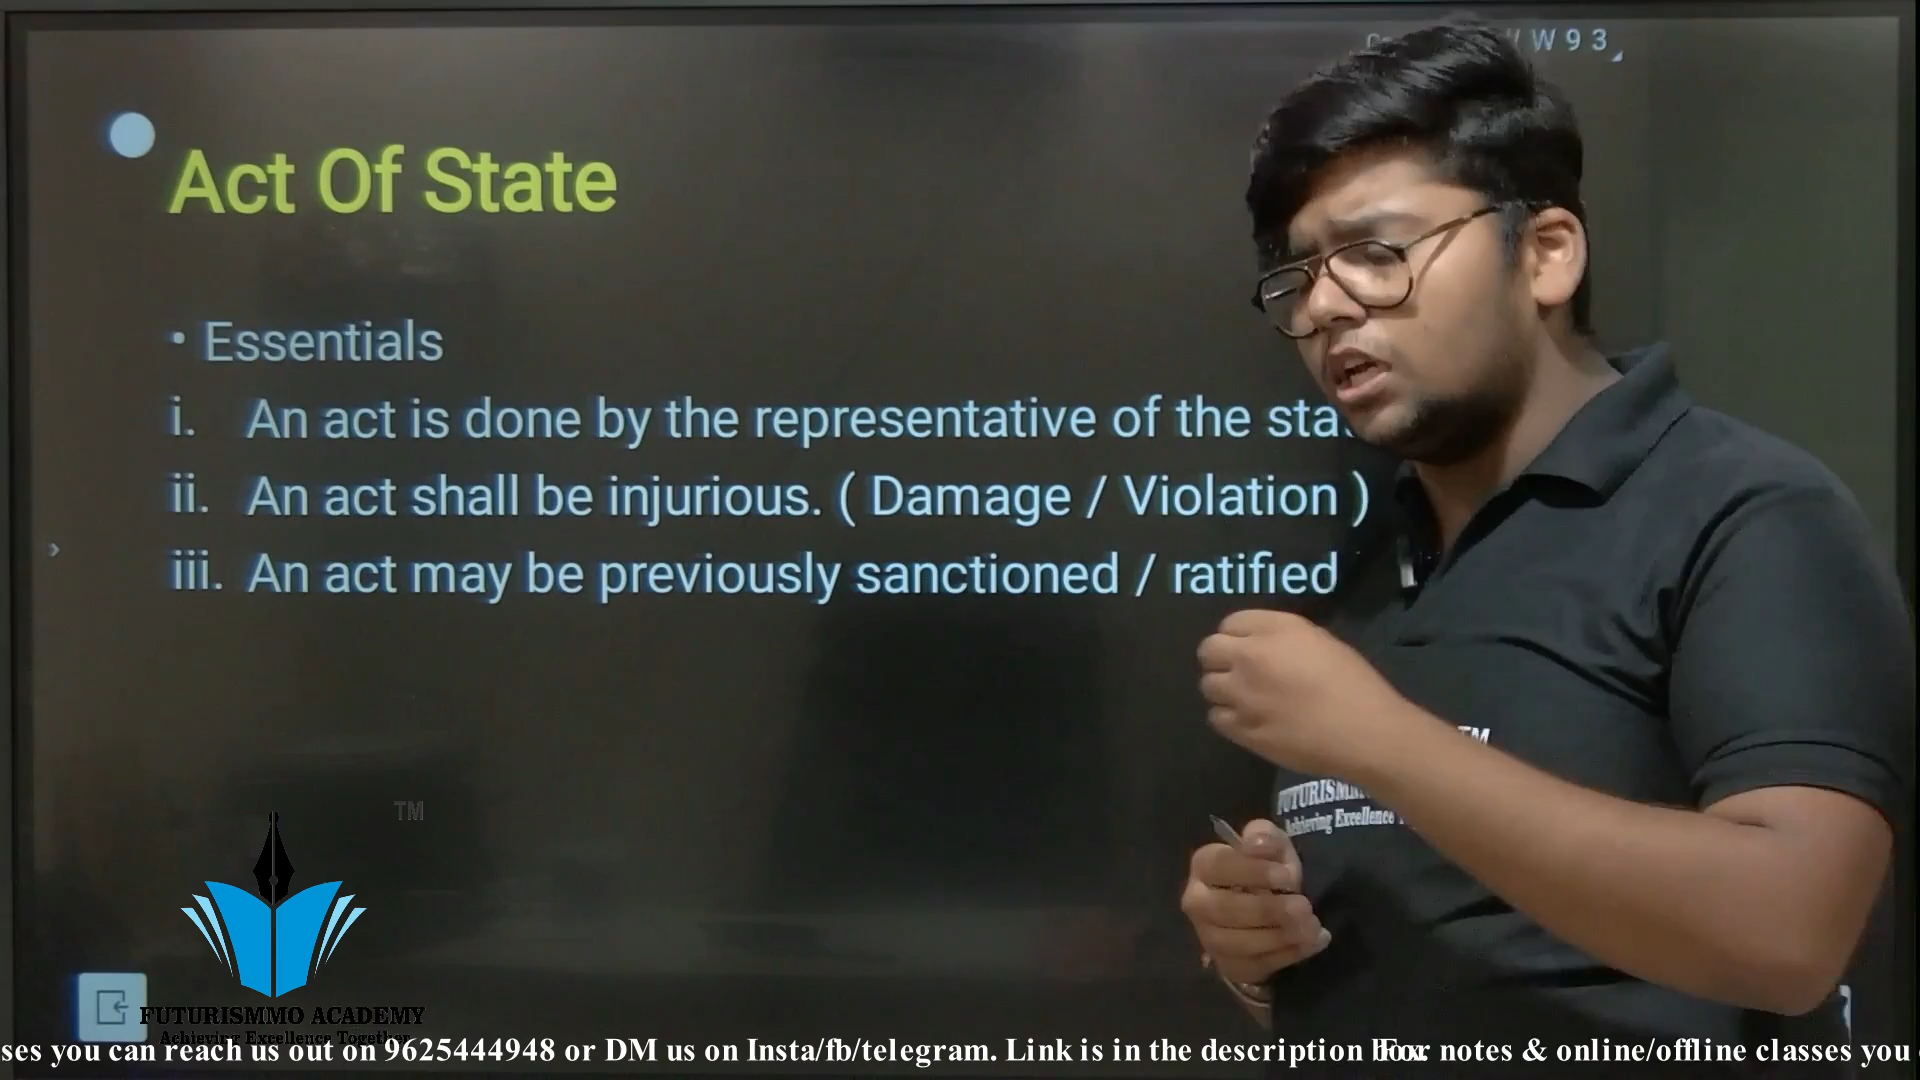 W 9 3
Act Of State
• Essentials
i. An act is done by the representative of the
ii. An act shall be injurious. ( Damage / Violation )
iii. An act may be previously sanctioned / ratified
TM
TM
Achieving Excellence
FUTURISMMO ACADEMY
Achieving Excellence Together
ses you can reach us out on 9625444948 or DM us on Insta/fb/telegram. Link is in the description For notes & online/offline classes you